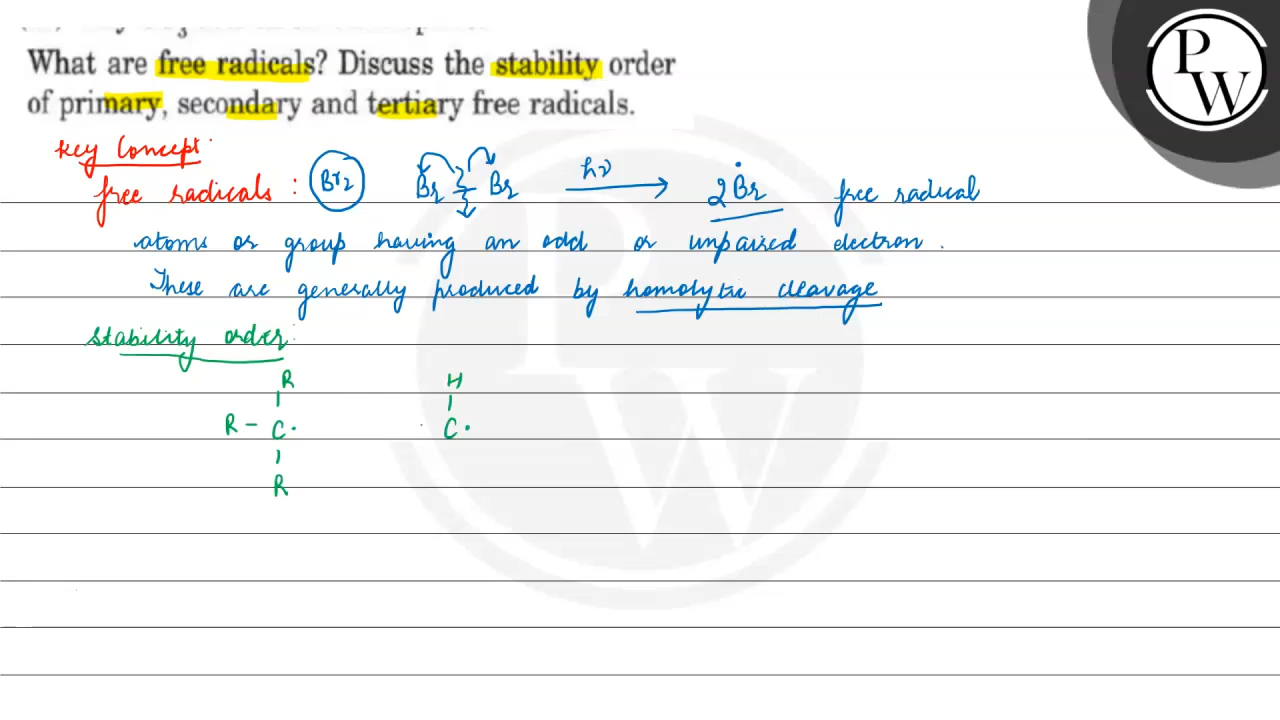 What are free radicals? Discuss the stability order
of primary, secondary and tertiary free radicals.
P
W
Key Concept:
free radicals : Br2 Br - Br hν 2Ḃr free radical
atoms or group having an odd or unpaired electron.
These are generally produced by homolytic cleavage
Stability order:
R H
R - C· C·
R